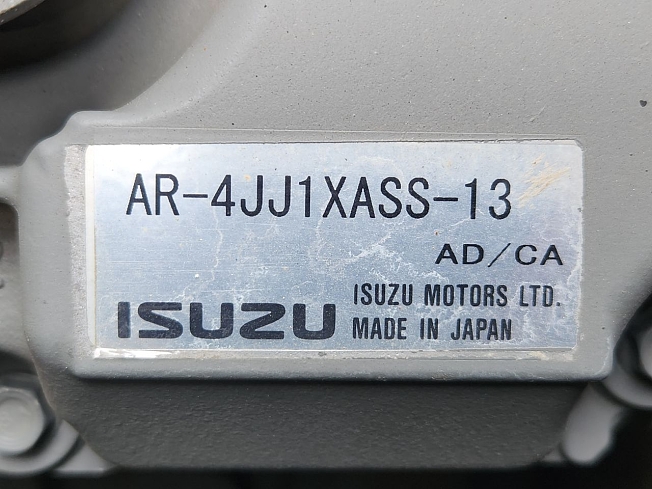 AR-4JJ1XASS-13
AD/CA
ISUZU ISUZU MOTORS LTD.
MADE IN JAPAN